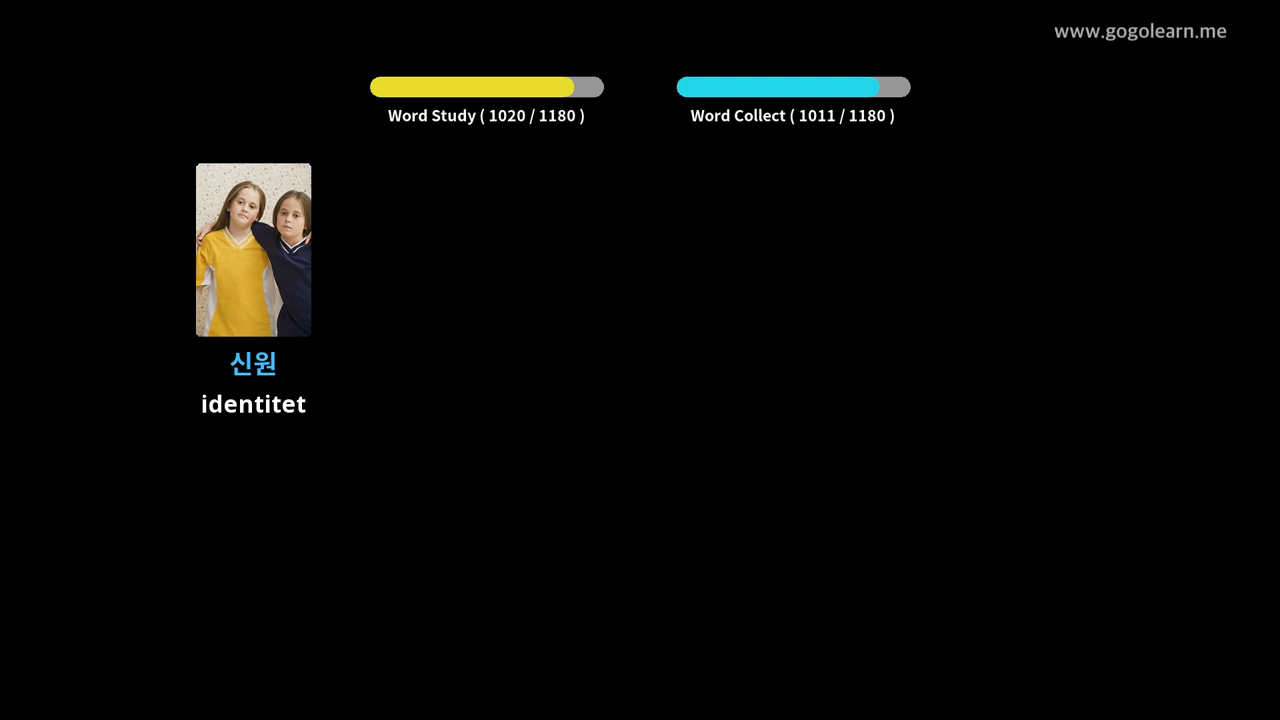 www.gogolearn.me
Word Study ( 1020 / 1180 )
Word Collect ( 1011 / 1180 )
신원
identitet